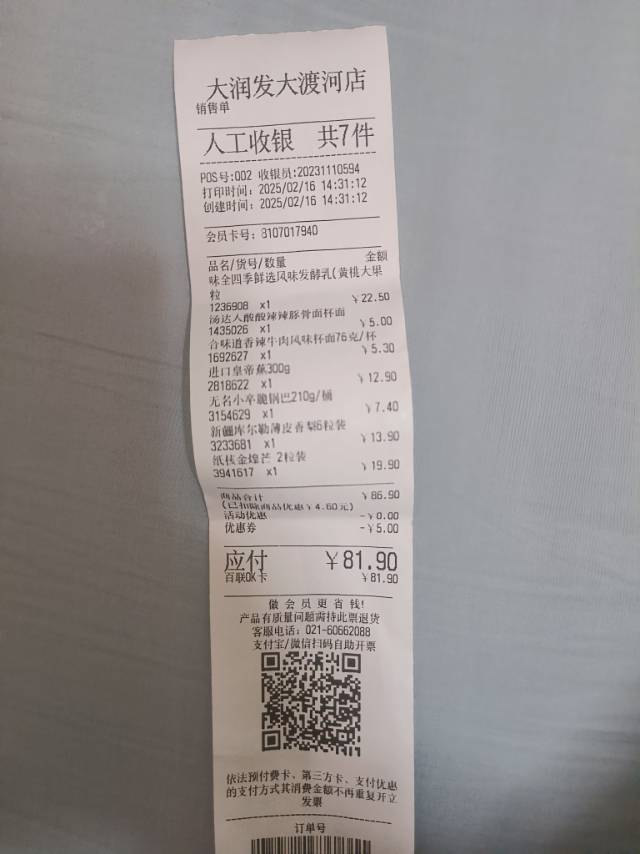 大润发大渡河店
销售单
人工收银 共7件
POS号:002 收银员:20231110594
打印时间: 2025/02/16 14:31:12
创建时间: 2025/02/16 14:31:12
会员卡号: 8107017940
品名/货号/数量 金额
味全四季鲜选风味发酵乳(黄桃大果
粒
1236908 x1 ¥22.50
汤达人酸酸辣辣豚骨面杯面
1435026 x1 ¥5.00
合味道香辣牛肉风味杯面76克/杯
1692627 x1 ¥5.30
进口皇帝蕉300g
2818622 x1 ¥12.90
无名小卒脆锅巴210g/桶
3154629 x1 ¥7.40
新疆库尔勒薄皮香梨6粒装
3233681 x1 ¥13.90
纸核金煌芒 2粒装
3941617 x1 ¥19.90
商品合计 ¥86.90
(已扣除商品优惠¥4.60元)
活动优惠 -¥0.00
优惠券 -¥5.00
应付 ¥81.90
百联OK卡 ¥81.90
做会员更省钱!
产品有质量问题需持此票退货
客服电话: 021-60662088
支付宝/微信扫码自助开票
依法预付费卡、第三方卡、支付优惠
的支付方式其消费金额不再重复开立
发票
订单号